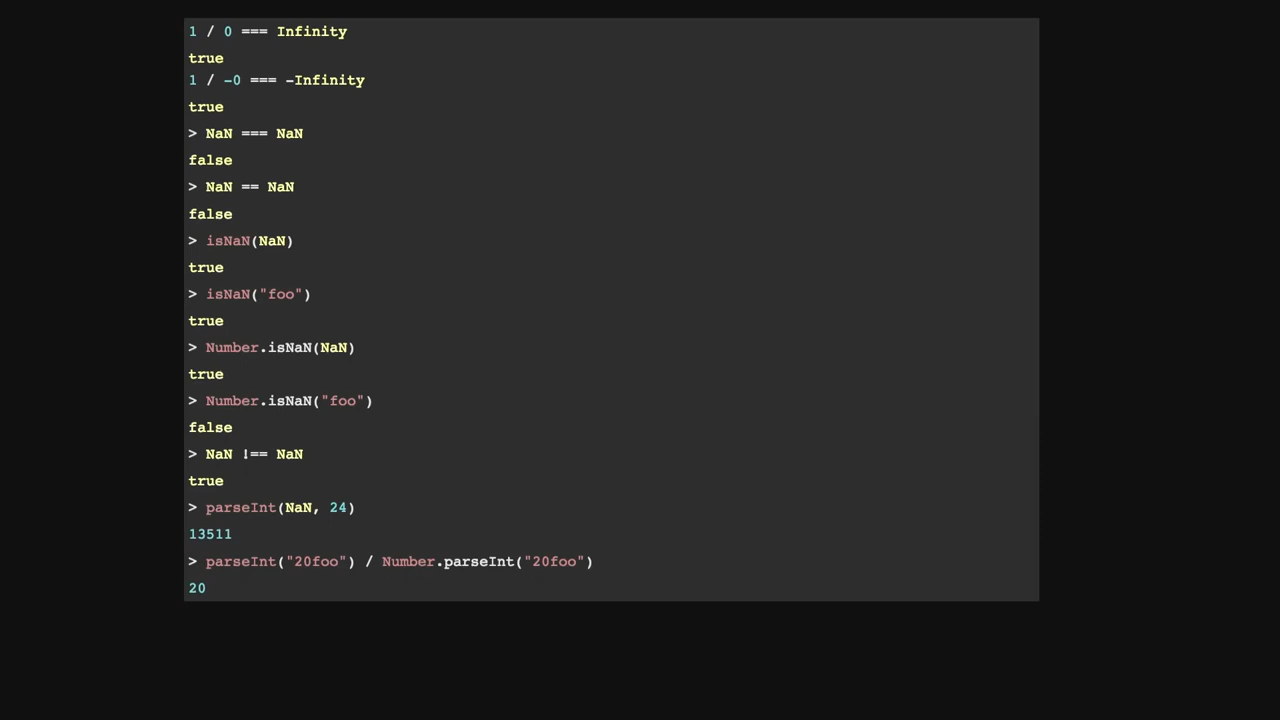 1 / 0 === Infinity
true
1 / -0 === -Infinity
true
> NaN === NaN
false
> NaN == NaN
false
> isNaN(NaN)
true
> isNaN("foo")
true
> Number.isNaN(NaN)
true
> Number.isNaN("foo")
false
> NaN !== NaN
true
> parseInt(NaN, 24)
13511
> parseInt("20foo") / Number.parseInt("20foo")
20